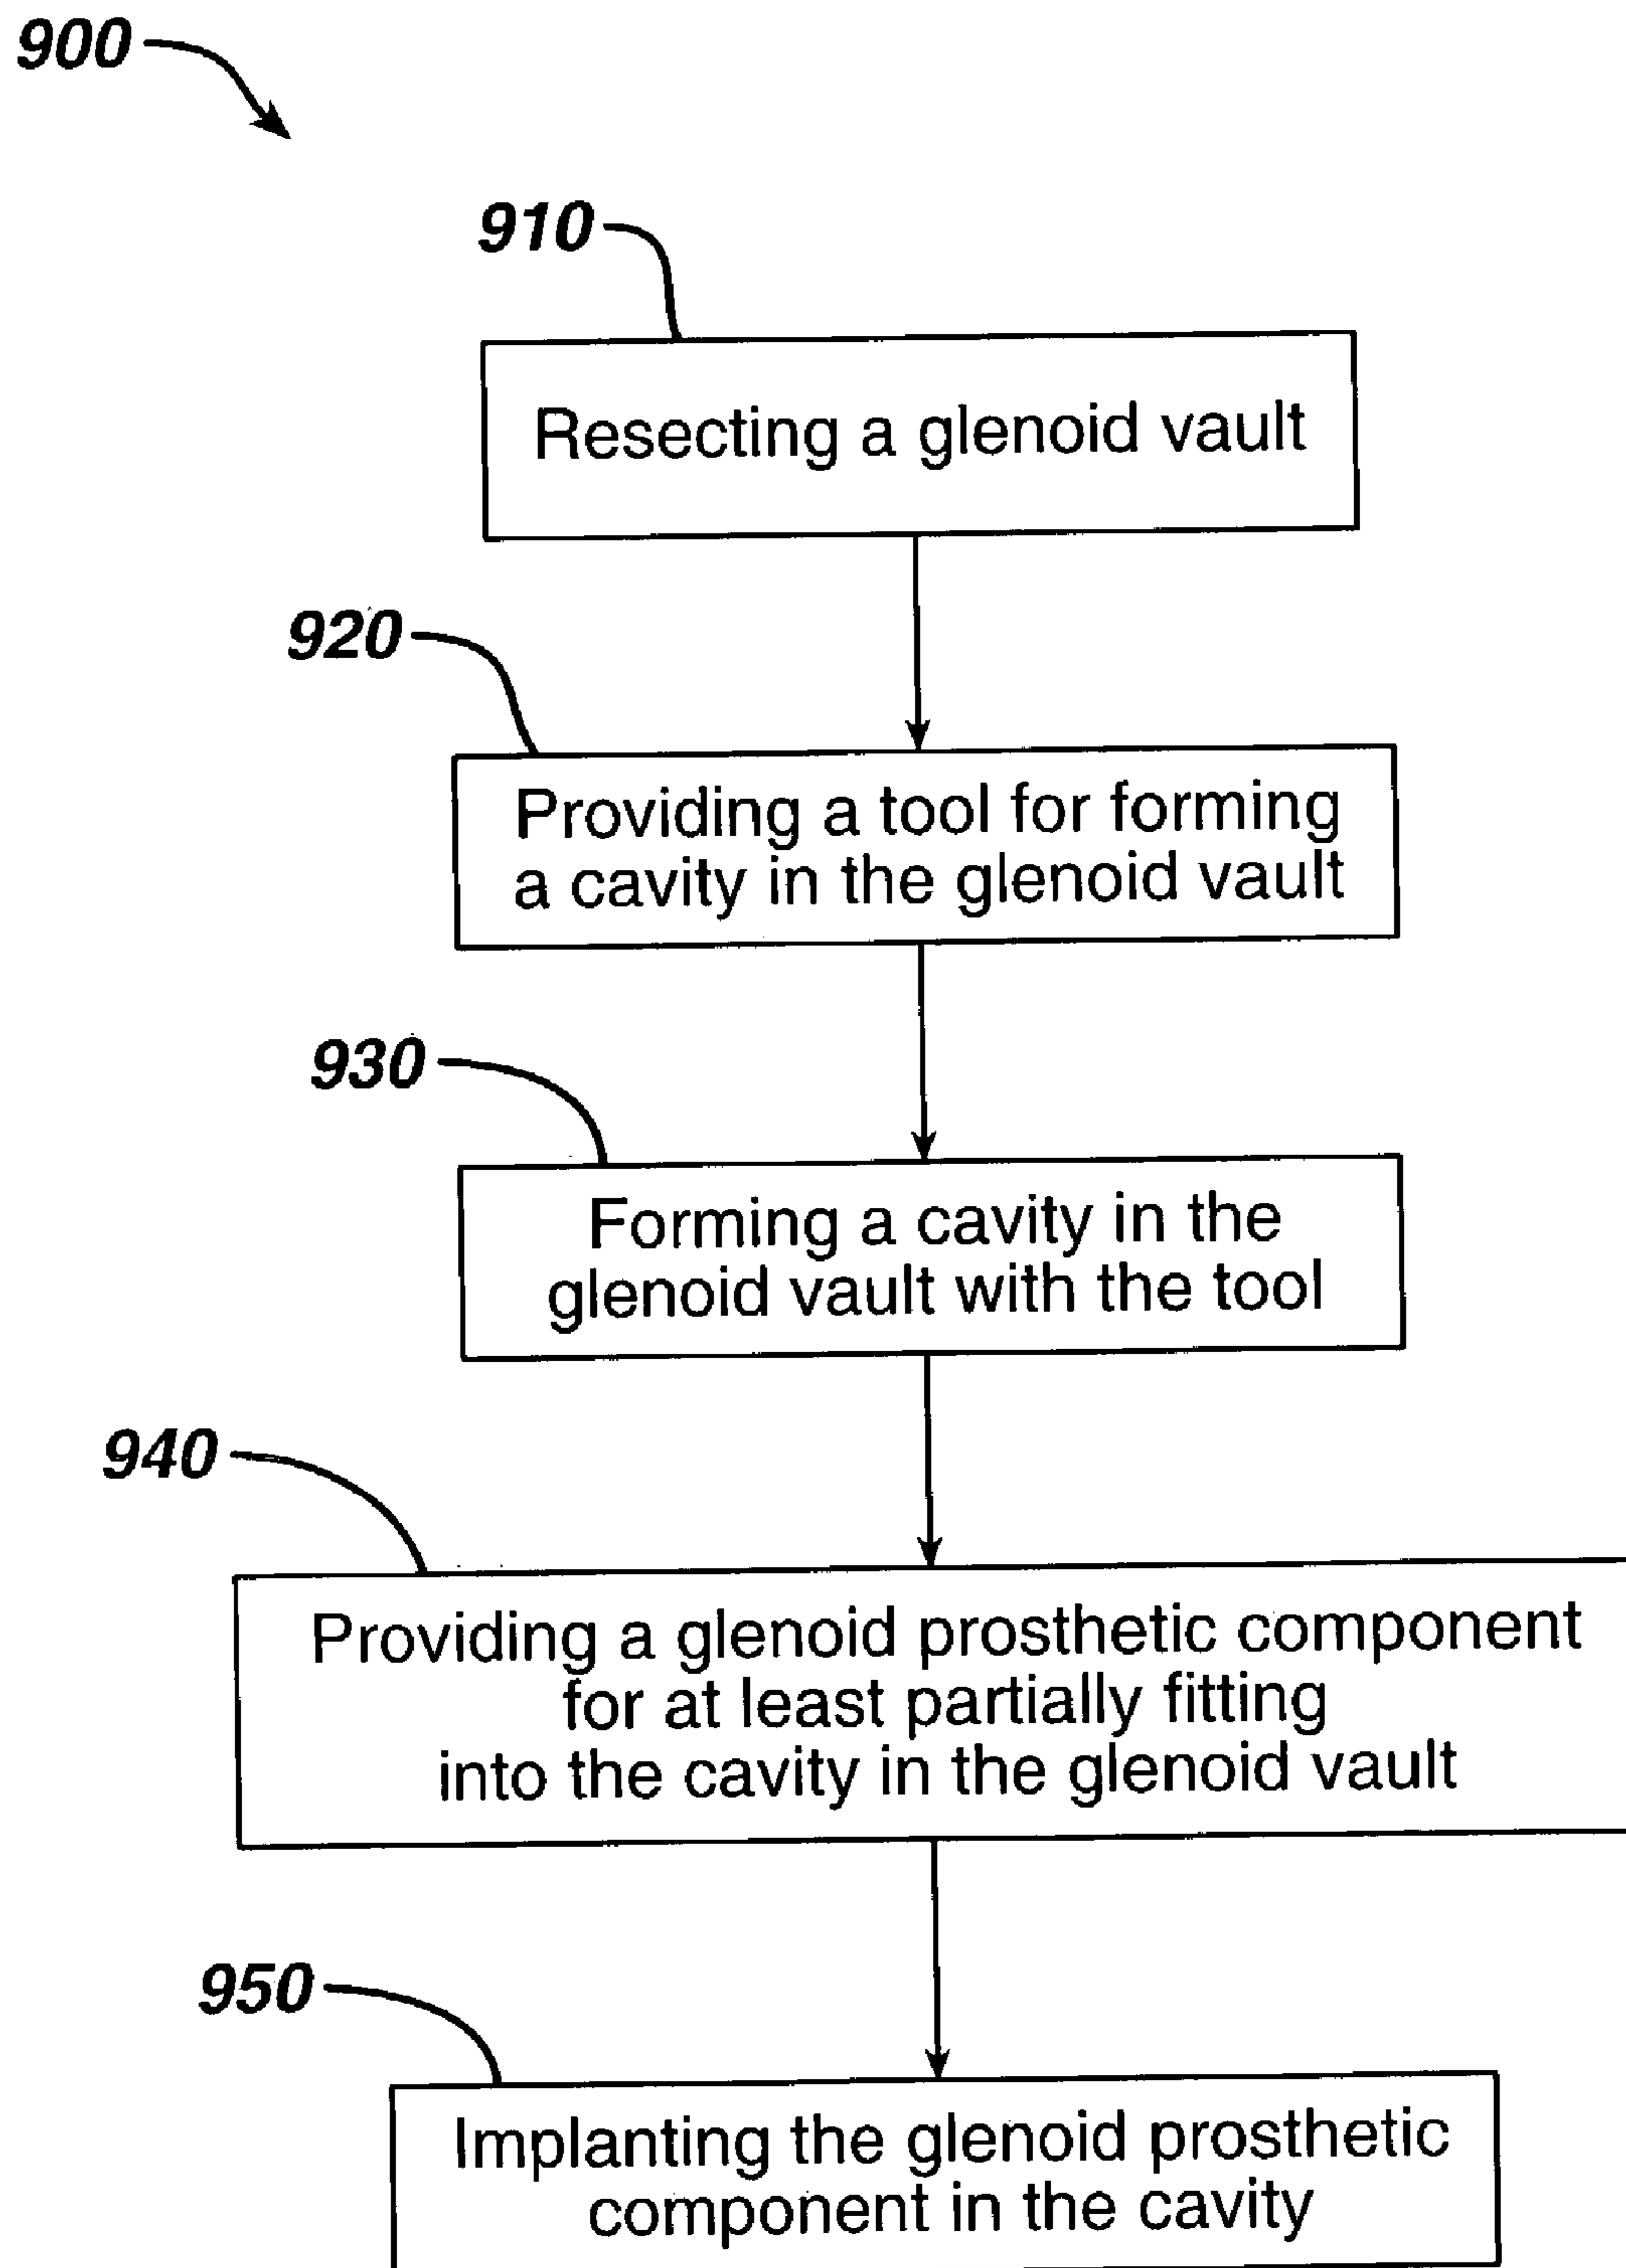 900
910
Resecting a glenoid vault
920
Providing a tool for forming
a cavity in the glenoid vault
930
Forming a cavity in the
glenoid vault with the tool
940
Providing a glenoid prosthetic component
for at least partially fitting
into the cavity in the glenoid vault
950
Implanting the glenoid prosthetic
component in the cavity